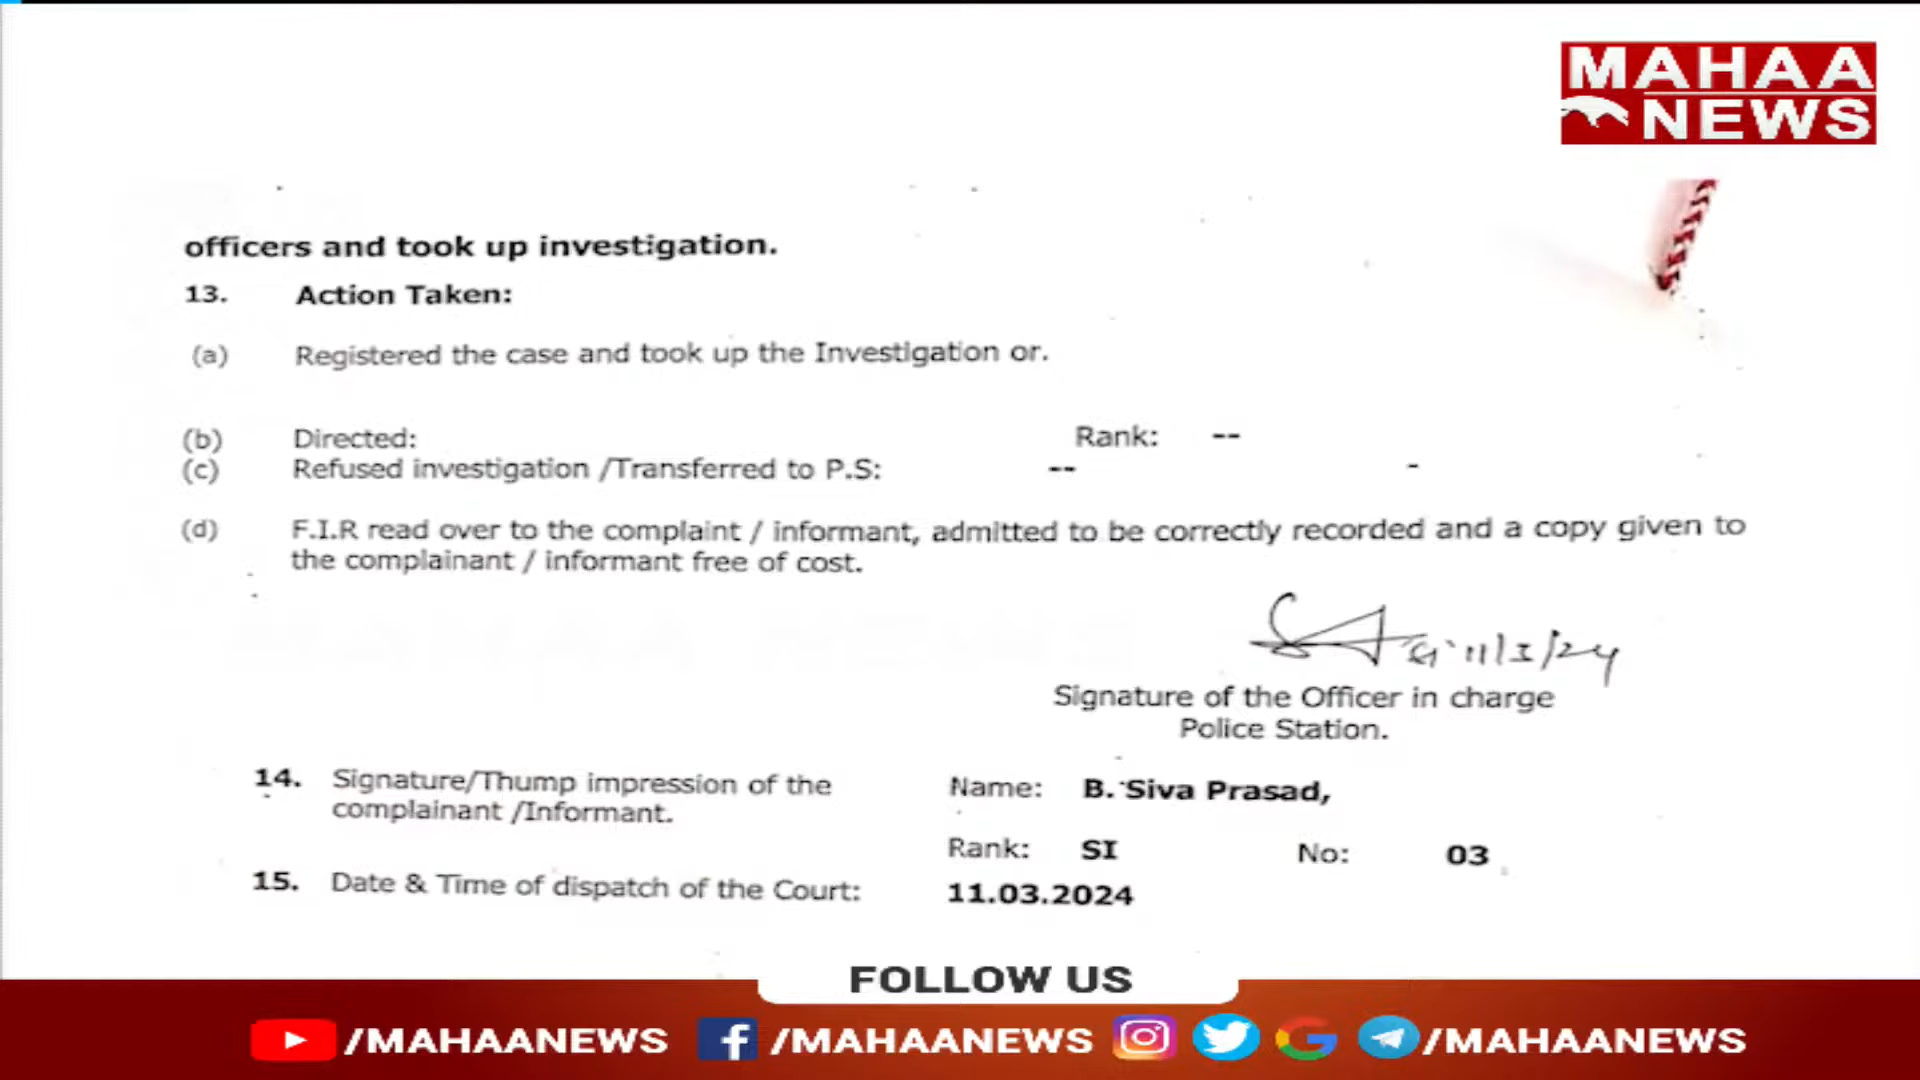 MAHAA
NEWS
officers and took up investigation.
13. Action Taken:
(a) Registered the case and took up the Investigation or.
(b) Directed: Rank: --
(c) Refused investigation /Transferred to P.S: -- -
(d) F.I.R read over to the complaint / informant, admitted to be correctly recorded and a copy given to
the complainant / informant free of cost.
11/3/24
Signature of the Officer in charge
Police Station.
14. Signature/Thump impression of the Name: B. Siva Prasad,
complainant /Informant.
Rank: SI No: 03
15. Date & Time of dispatch of the Court: 11.03.2024
FOLLOW US
/MAHAANEWS /MAHAANEWS /MAHAANEWS